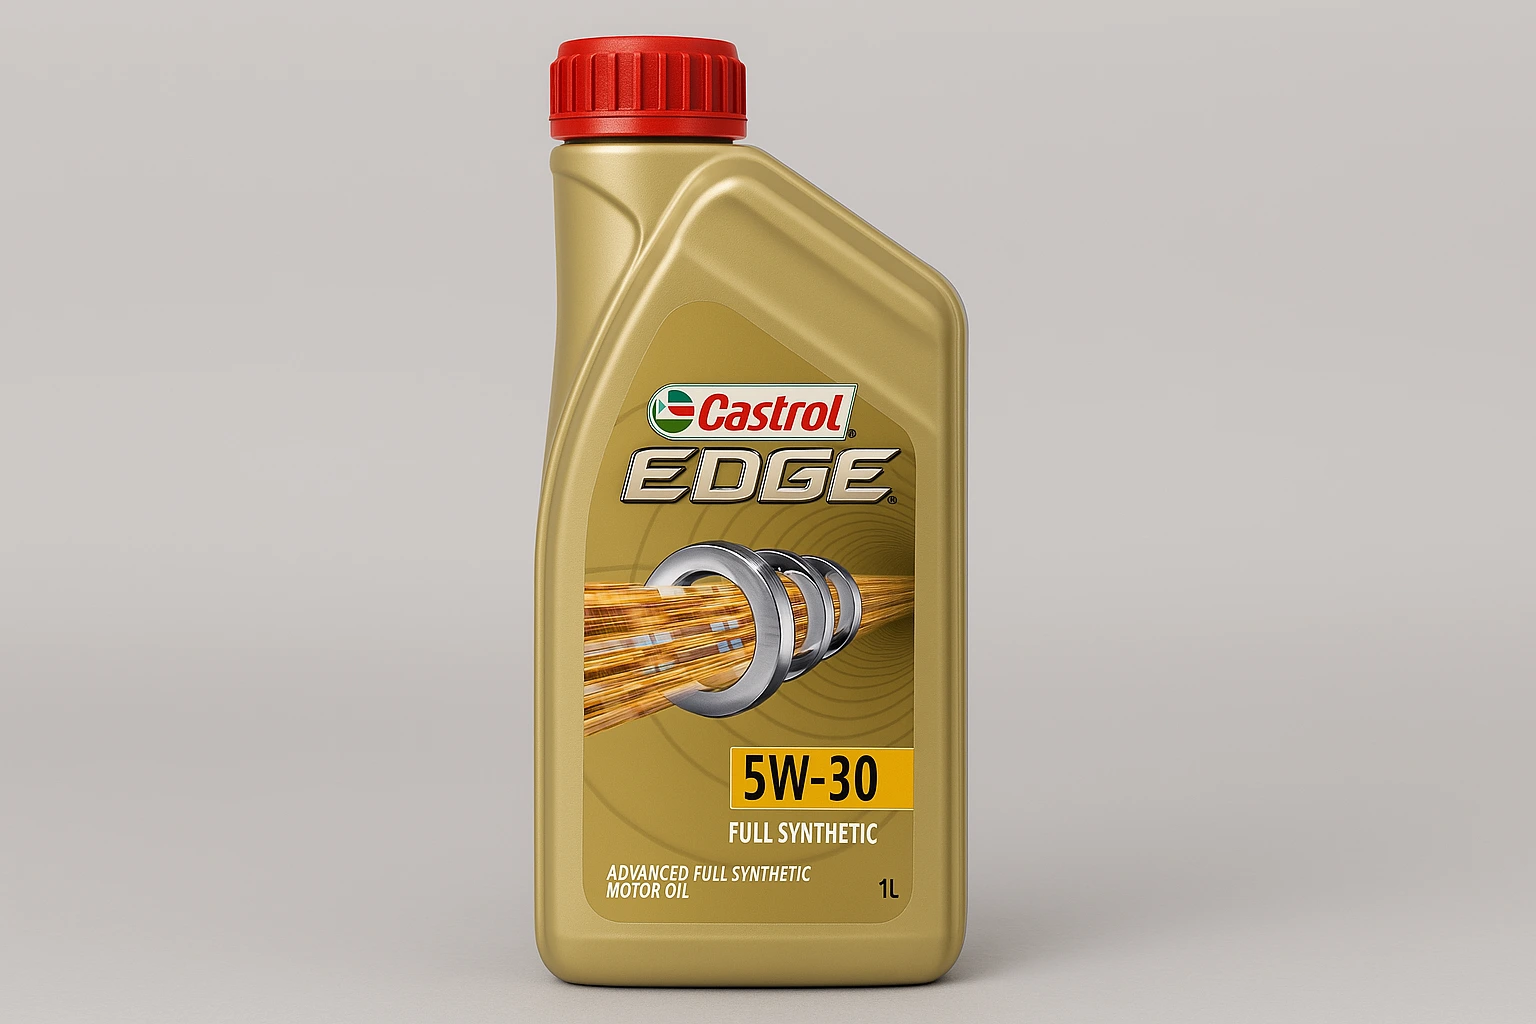 Castrol®
EDGE®
5W-30
FULL SYNTHETIC
ADVANCED FULL SYNTHETIC
MOTOR OIL
1L